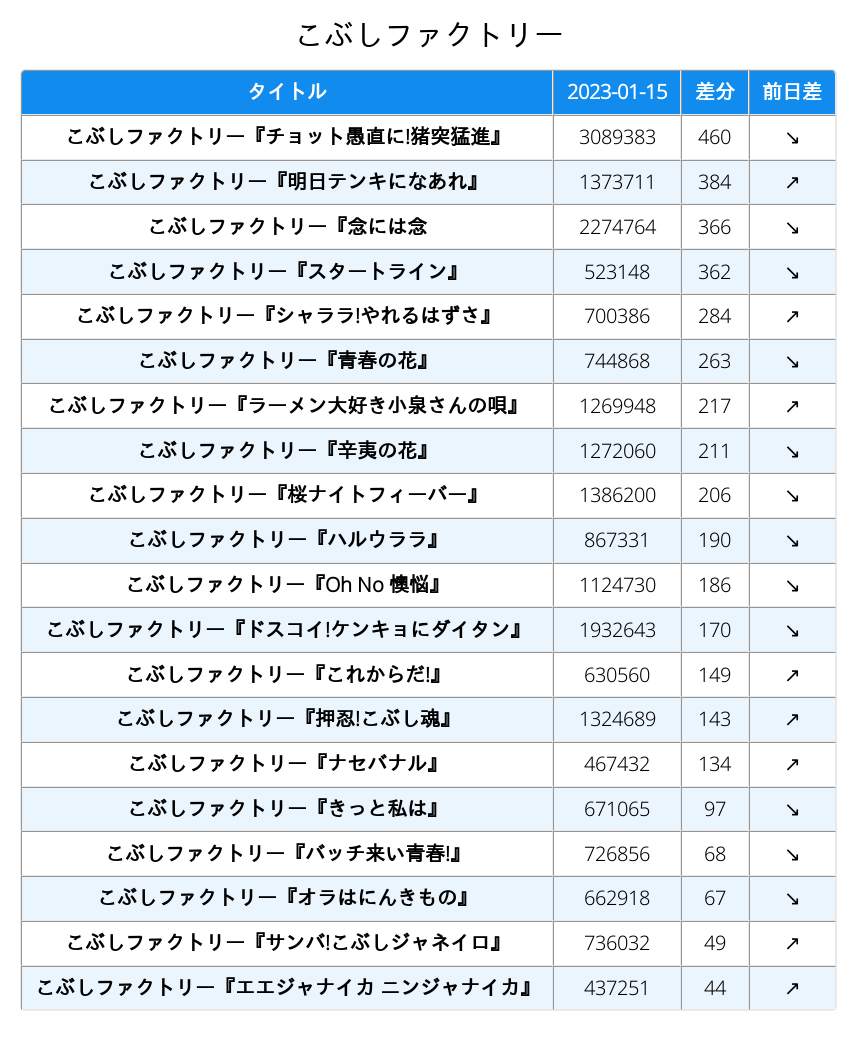 こぶしファクトリー
タイトル 2023-01-15 差分 前日差
こぶしファクトリー『チョット愚直に!猪突猛進』 3089383 460 ↘
こぶしファクトリー『明日テンキになあれ』 1373711 384 ↗
こぶしファクトリー『念には念 2274764 366 ↘
こぶしファクトリー『スタートライン』 523148 362 ↘
こぶしファクトリー『シャララ!やれるはずさ』 700386 284 ↗
こぶしファクトリー『青春の花』 744868 263 ↘
こぶしファクトリー『ラーメン大好き小泉さんの唄』 1269948 217 ↗
こぶしファクトリー『辛夷の花』 1272060 211 ↘
こぶしファクトリー『桜ナイトフィーバー』 1386200 206 ↘
こぶしファクトリー『ハルウララ』 867331 190 ↘
こぶしファクトリー『Oh No 懊悩』 1124730 186 ↘
こぶしファクトリー『ドスコイ!ケンキョにダイタン』 1932643 170 ↘
こぶしファクトリー『これからだ!』 630560 149 ↗
こぶしファクトリー『押忍!こぶし魂』 1324689 143 ↗
こぶしファクトリー『ナセバナル』 467432 134 ↗
こぶしファクトリー『きっと私は』 671065 97 ↘
こぶしファクトリー『バッチ来い青春!』 726856 68 ↘
こぶしファクトリー『オラはにんきもの』 662918 67 ↘
こぶしファクトリー『サンバ!こぶしジャネイロ』 736032 49 ↗
こぶしファクトリー『エエジャナイカ ニンジャナイカ』 437251 44 ↗